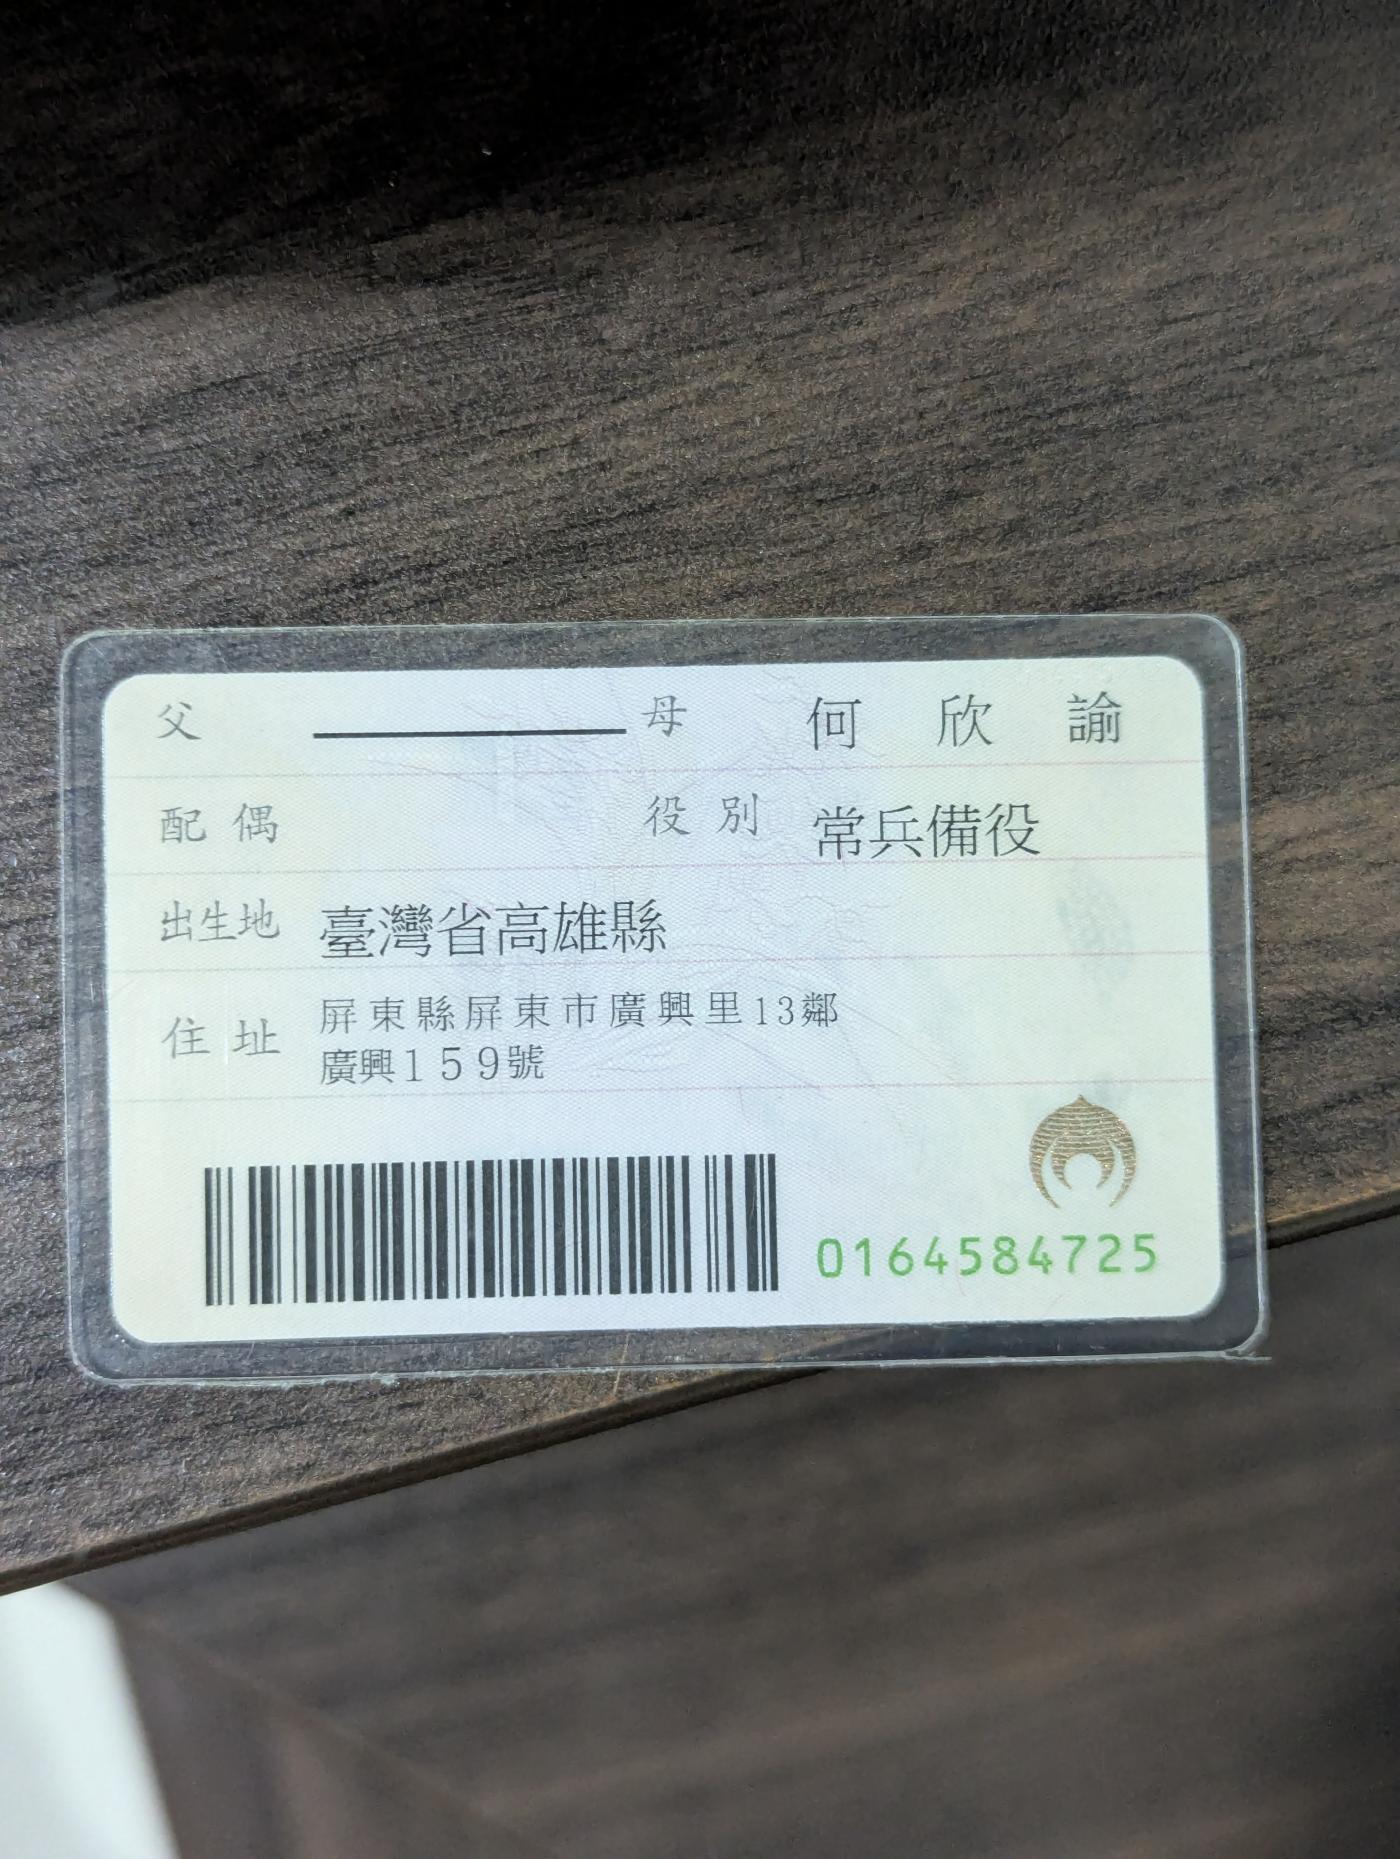 父 母 何欣諭
配偶 役別 常兵備役
出生地 臺灣省高雄縣
住址 屏東縣屏東市廣興里13鄰
廣興159號
0164584725